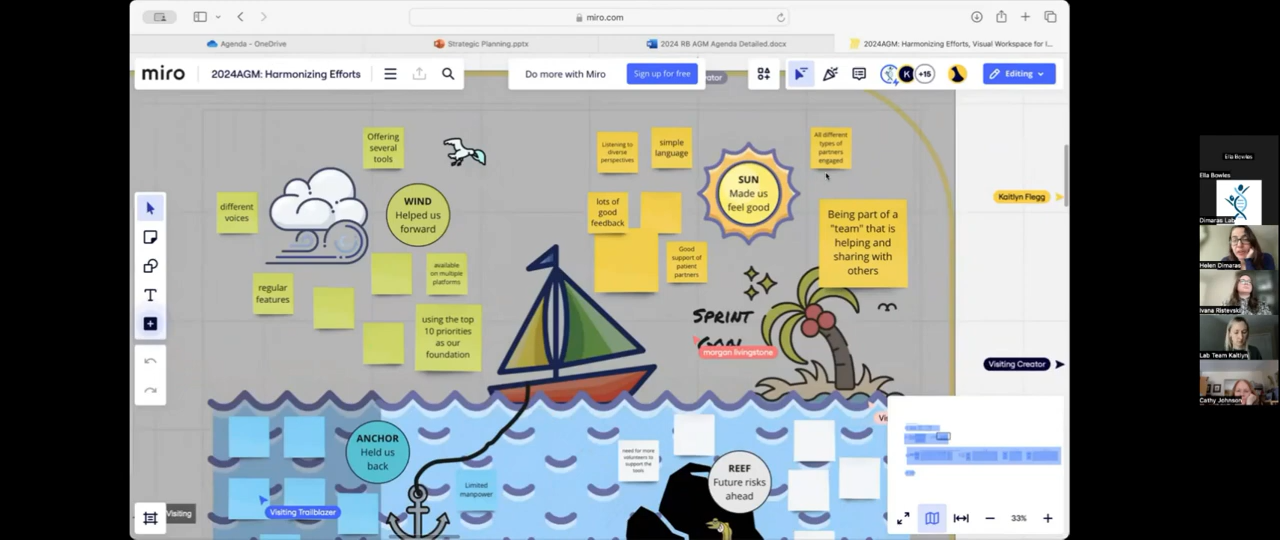 miro.com
Agenda - OneDrive
Strategic Planning.pptx
2024 RB AGM Agenda Detailed.docx
2024AGM: Harmonizing Efforts, Visual Workspace for I...
miro
2024AGM: Harmonizing Efforts
Do more with Miro
Sign up for free
K
+15
Editing
Offering
several
tools
different
voices
WIND
Helped us
forward
regular
features
available
on multiple
platforms
using the top
10 priorities
as our
foundation
Listening to
diverse
perspectives
simple
language
lots of
good
feedback
Good
support of
patient
partners
SUN
Made us
feel good
All different
types of
partners
engaged
Being part of a
"team" that is
helping and
sharing with
others
SPRINT
morgan livingstone
Kaitlyn Flegg
Visiting Creator
ANCHOR
Held us
back
Limited
manpower
Visiting
Visiting Trailblazer
need for more
volunteers to
support the
tools
REEF
Future risks
ahead
33%
Ella Bowles
Ella Bowles
Dimaras Lab
Helen Dimaras
Ivana Ristevski
Lab Team Kaitlyn
Cathy Johnson